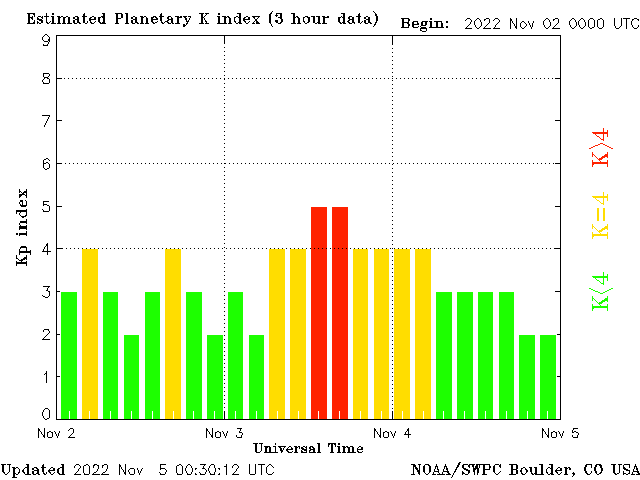 Estimated Planetary K index (3 hour data) Begin: 2022 Nov 02 0000 UTC
9
8
7
6
5
4
3
2
1
0
Kp index
K>4
K=4
K<4
Nov 2 Nov 3 Nov 4 Nov 5
Universal Time
Updated 2022 Nov 5 00:30:12 UTC NOAA/SWPC Boulder, CO USA